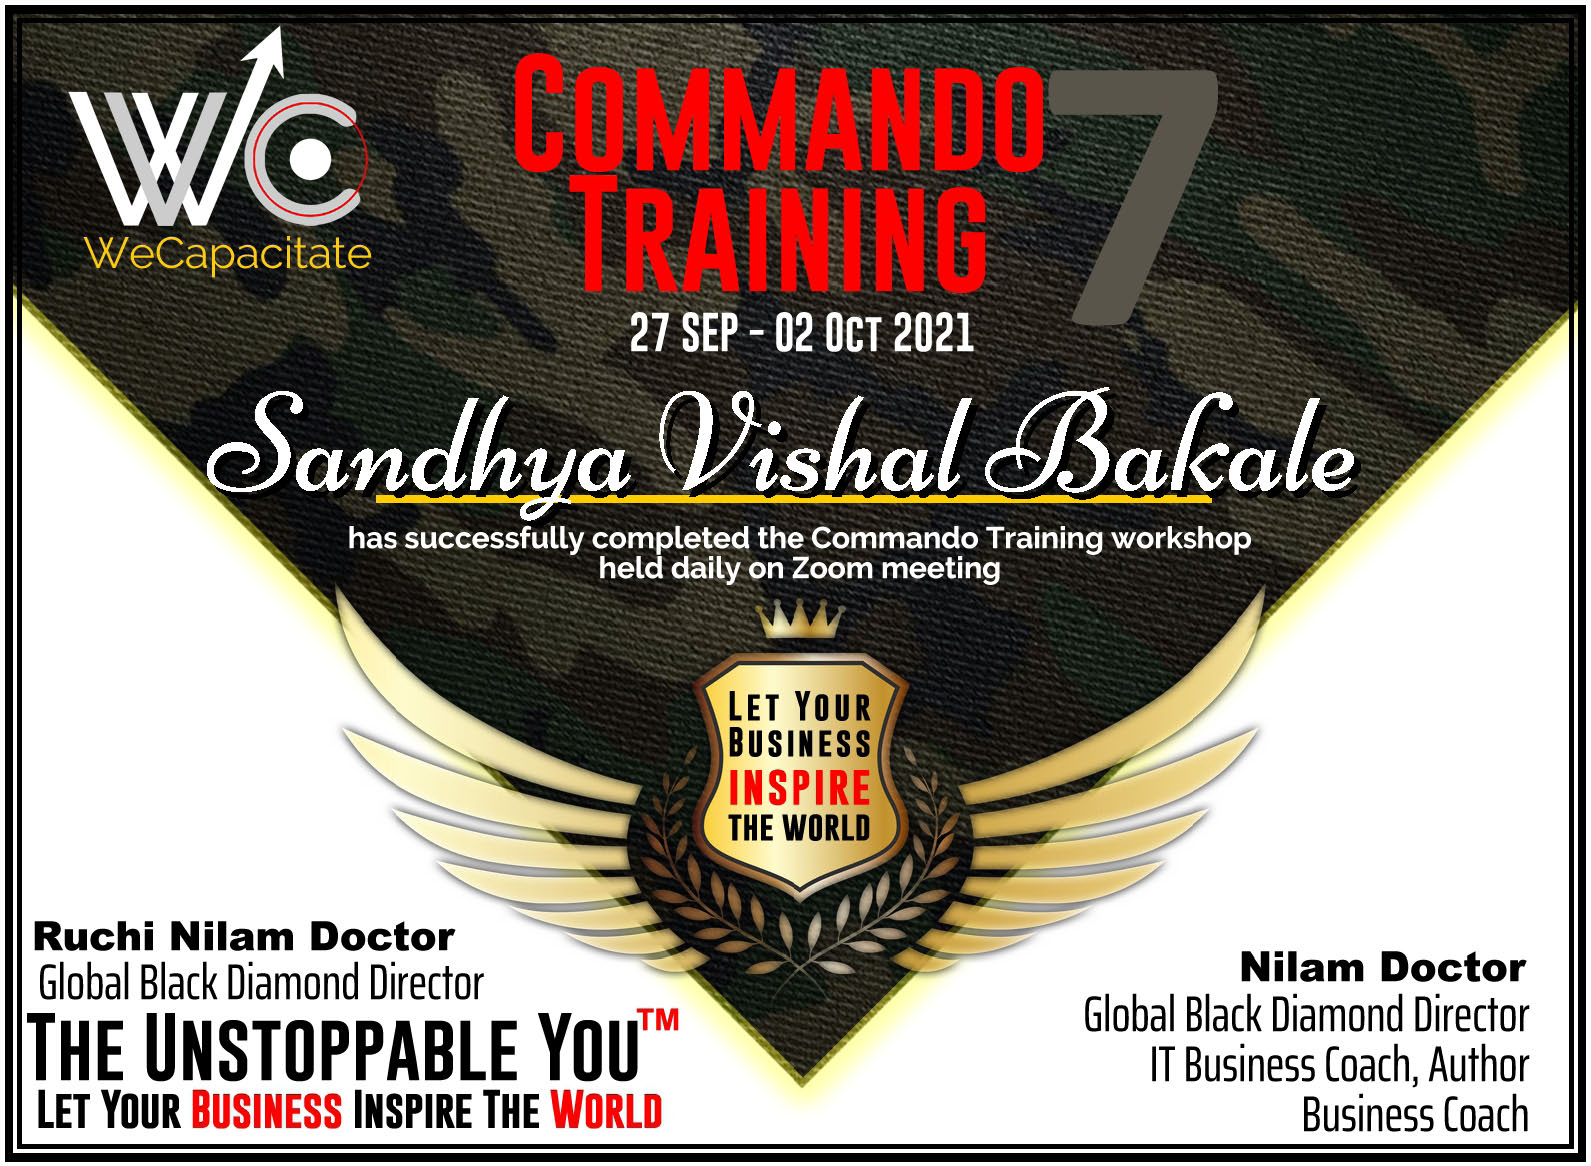 WC
WeCapacitate
COMMANDO
TRAINING
7
27 SEP - 02 OCT 2021
Sandhya Vishal Bakale
has successfully completed the Commando Training workshop
held daily on Zoom meeting
LET YOUR
BUSINESS
INSPIRE
THE WORLD
Ruchi Nilam Doctor
Global Black Diamond Director
THE UNSTOPPABLE YOU™
LET YOUR BUSINESS INSPIRE THE WORLD
Nilam Doctor
Global Black Diamond Director
IT Business Coach, Author
Business Coach